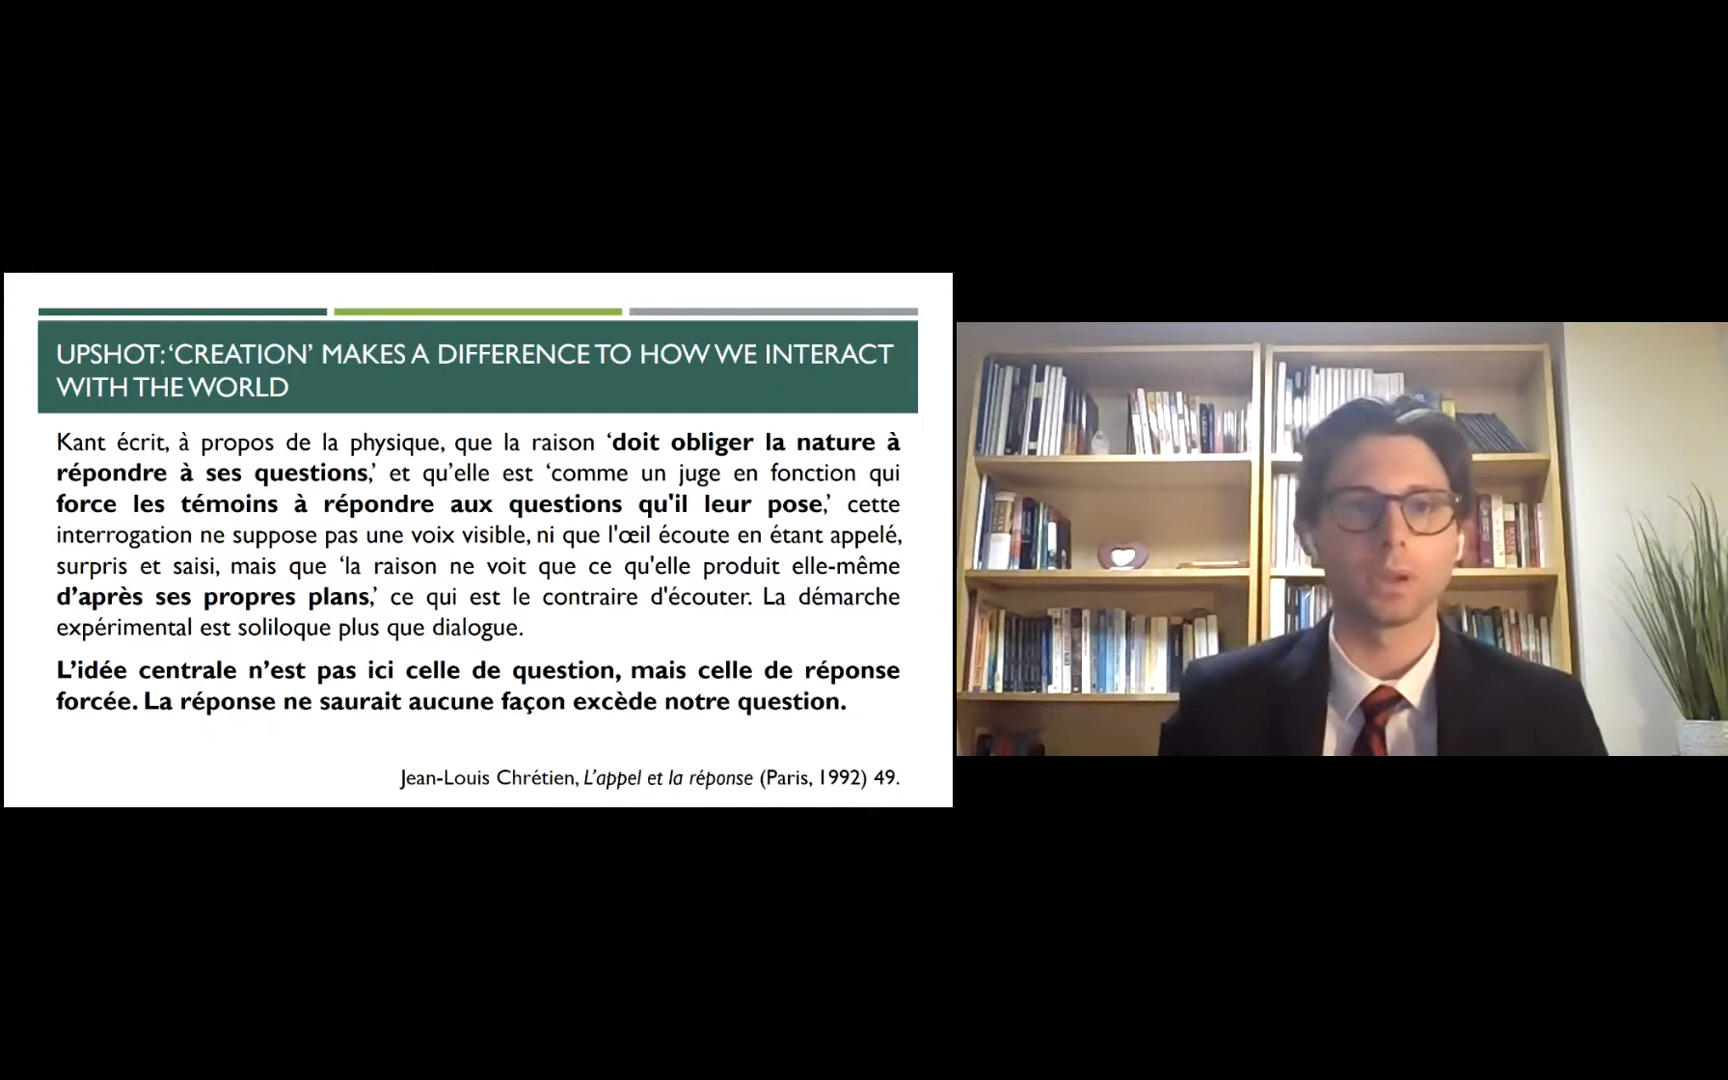 UPSHOT: ‘CREATION’ MAKES A DIFFERENCE TO HOW WE INTERACT
WITH THE WORLD
Kant écrit, à propos de la physique, que la raison ‘doit obliger la nature à
répondre à ses questions,’ et qu’elle est ‘comme un juge en fonction qui
force les témoins à répondre aux questions qu'il leur pose,’ cette
interrogation ne suppose pas une voix visible, ni que l'œil écoute en étant appelé,
surpris et saisi, mais que ‘la raison ne voit que ce qu'elle produit elle-même
d’après ses propres plans,’ ce qui est le contraire d'écouter. La démarche
expérimental est soliloque plus que dialogue.
L’idée centrale n’est pas ici celle de question, mais celle de réponse
forcée. La réponse ne saurait aucune façon excède notre question.
Jean-Louis Chrétien, L’appel et la réponse (Paris, 1992) 49.